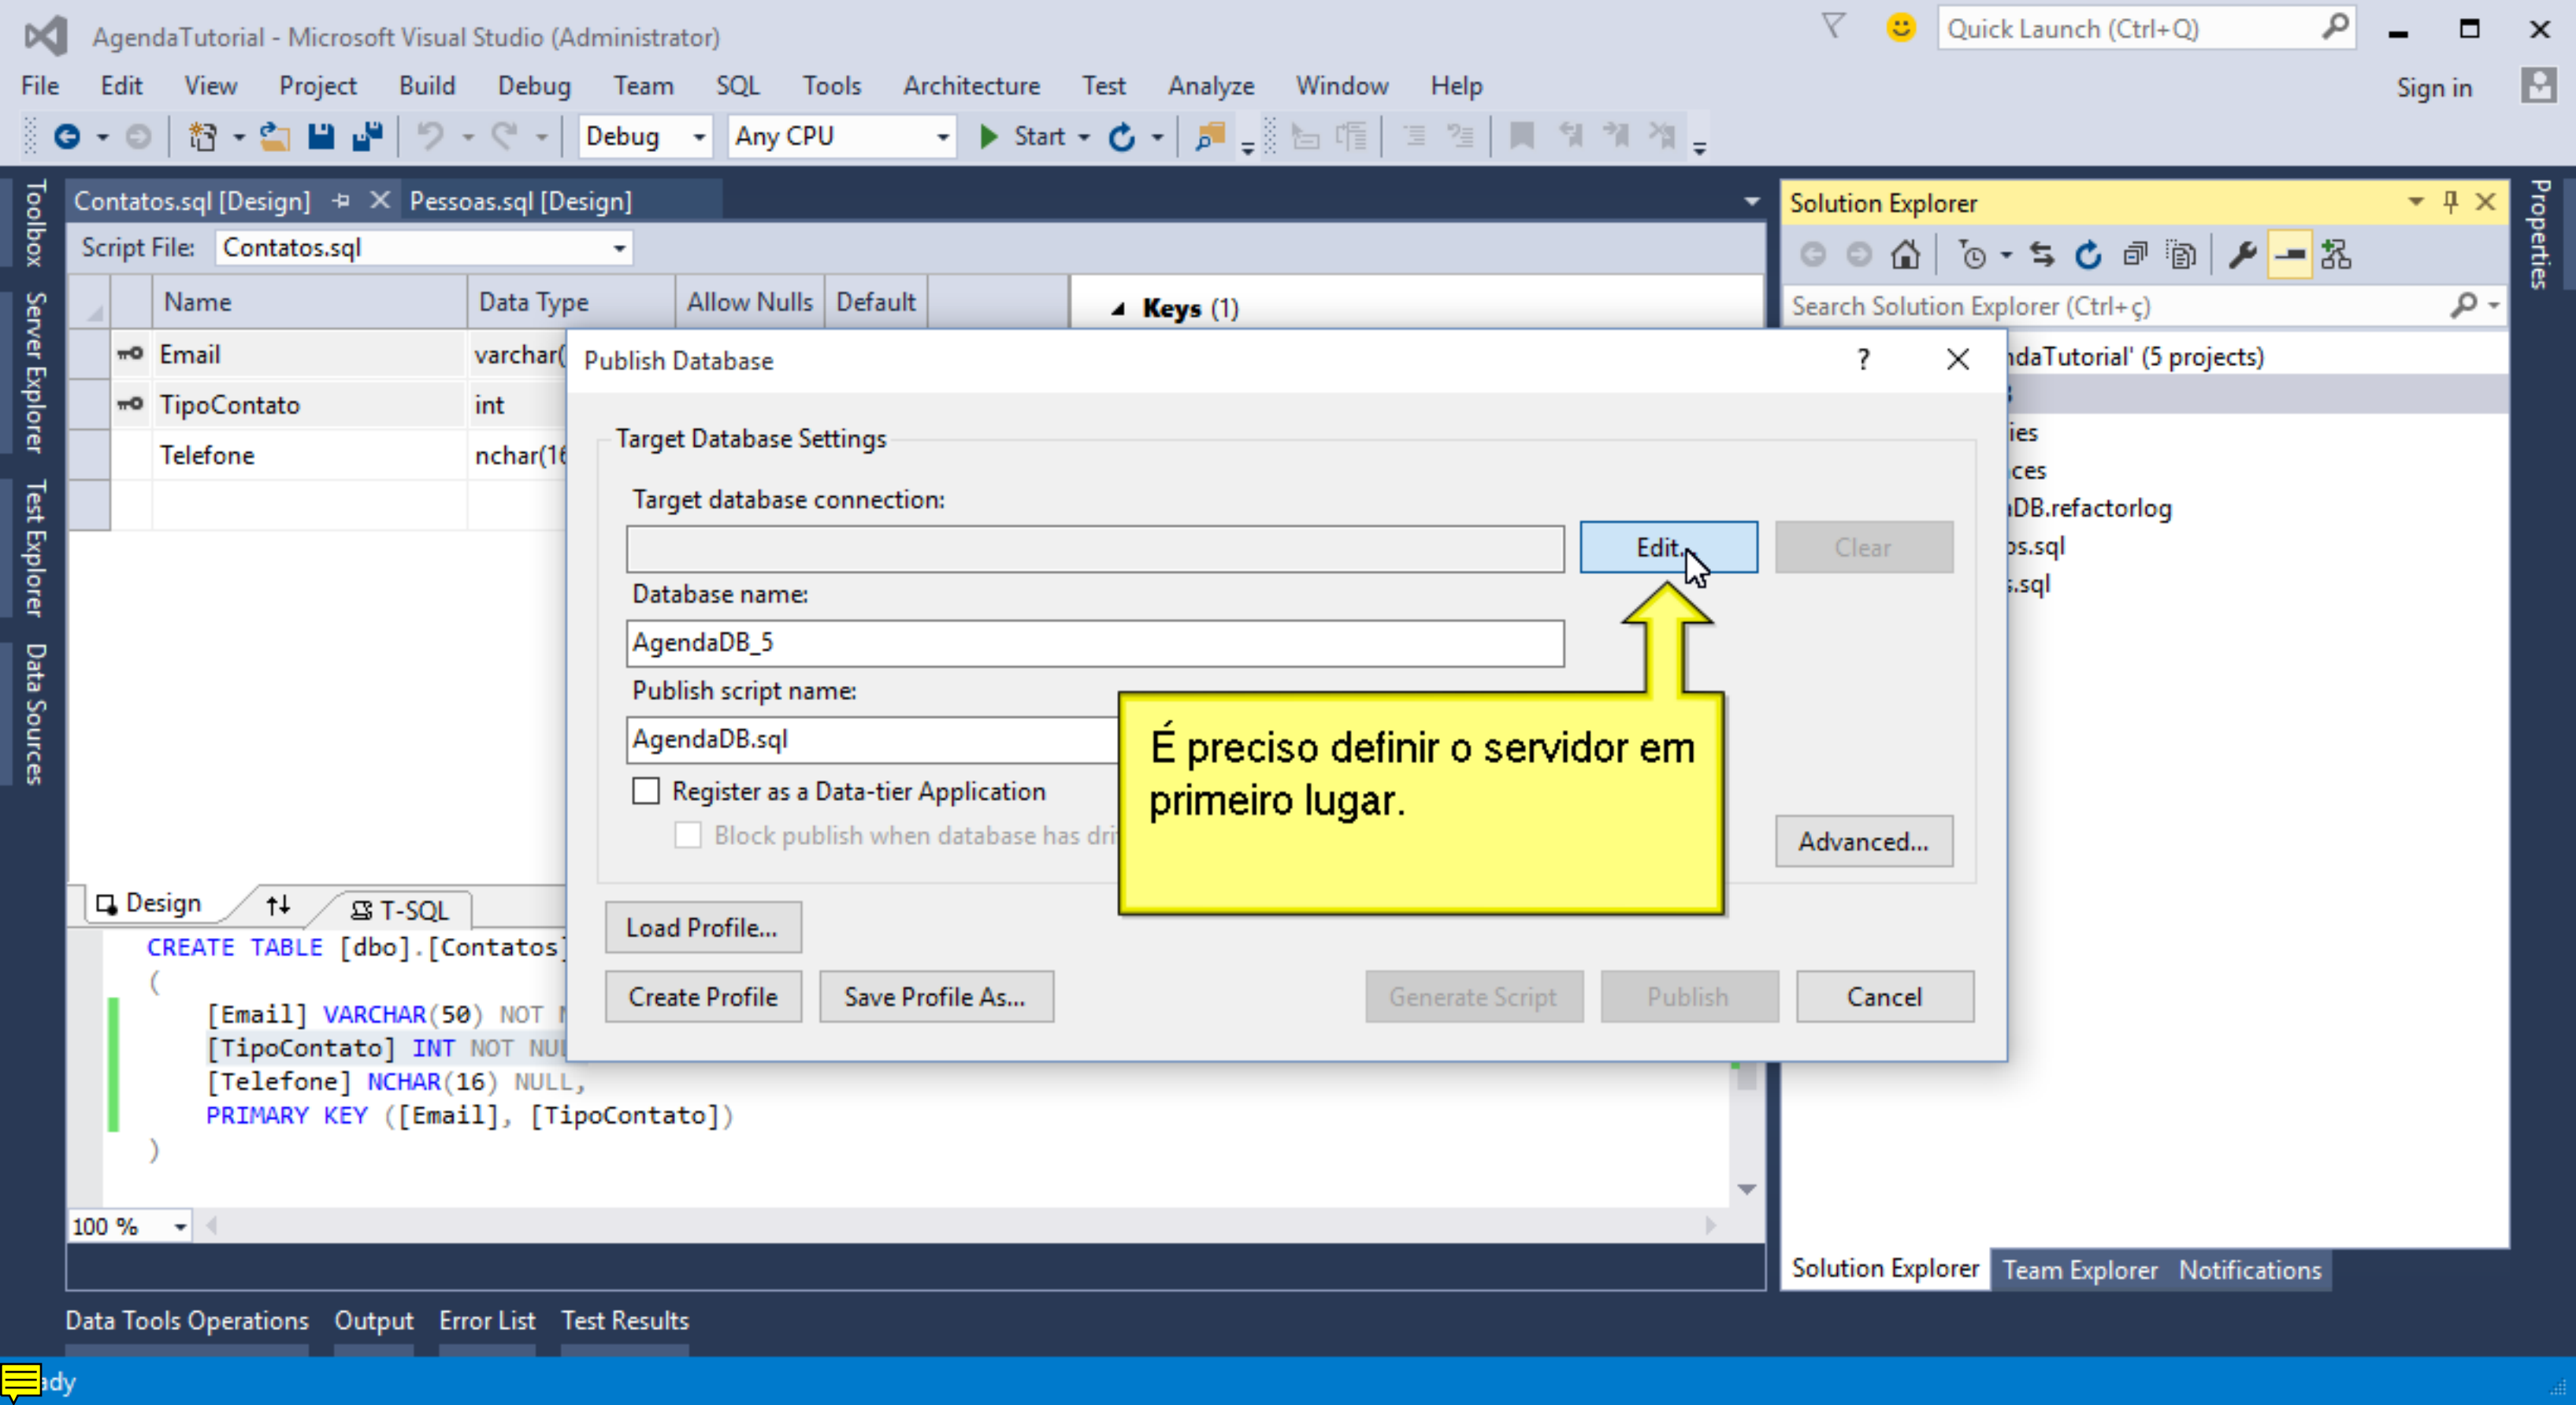 AgendaTutorial - Microsoft Visual Studio (Administrator)
Quick Launch (Ctrl+Q)
File Edit View Project Build Debug Team SQL Tools Architecture Test Analyze Window Help
Sign in
Debug Any CPU Start
Toolbox
Server Explorer
Test Explorer
Data Sources
Contatos.sql [Design] Pessoas.sql [Design]
Script File: Contatos.sql
Name Data Type Allow Nulls Default
Email varchar(
TipoContato int
Telefone nchar(16
Keys (1)
Publish Database
?
Target Database Settings
Target database connection:
Edit.
Clear
Database name:
AgendaDB_5
Publish script name:
AgendaDB.sql
Register as a Data-tier Application
Block publish when database has dri
É preciso definir o servidor em
primeiro lugar.
Advanced...
Load Profile...
Create Profile Save Profile As... Generate Script Publish Cancel
Design T-SQL
CREATE TABLE [dbo].[Contatos]
(
[Email] VARCHAR(50) NOT N
[TipoContato] INT NOT NUL
[Telefone] NCHAR(16) NULL,
PRIMARY KEY ([Email], [TipoContato])
)
100 %
Solution Explorer
Search Solution Explorer (Ctrl+ç)
ndaTutorial' (5 projects)
ies
ces
DB.refactorlog
os.sql
s.sql
Properties
Solution Explorer Team Explorer Notifications
Data Tools Operations Output Error List Test Results
ady